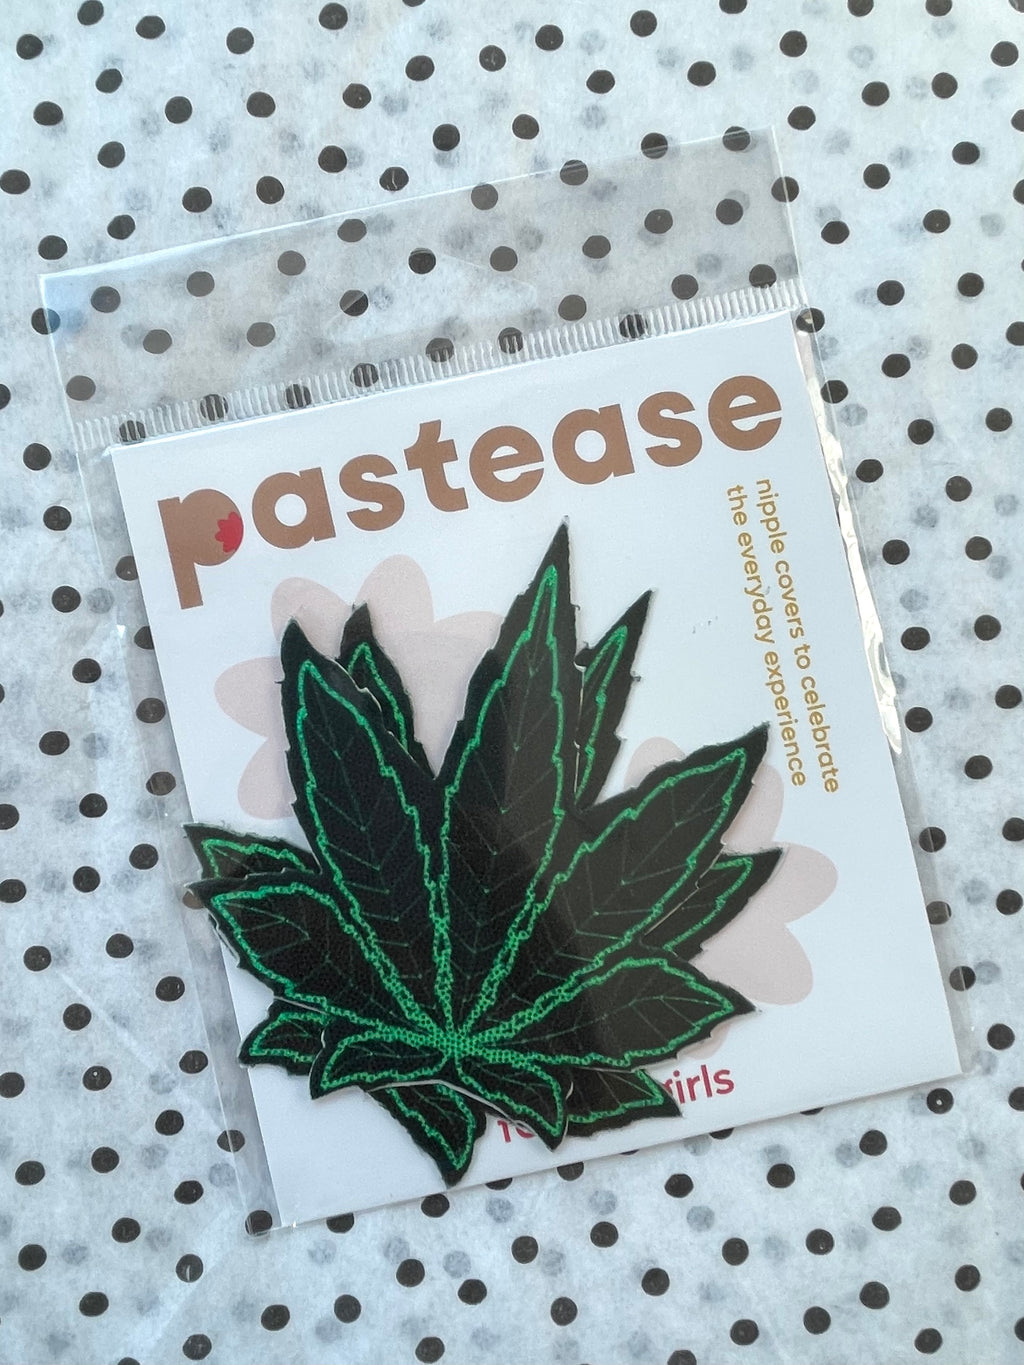 pastease
nipple covers to celebrate
the everyday experience